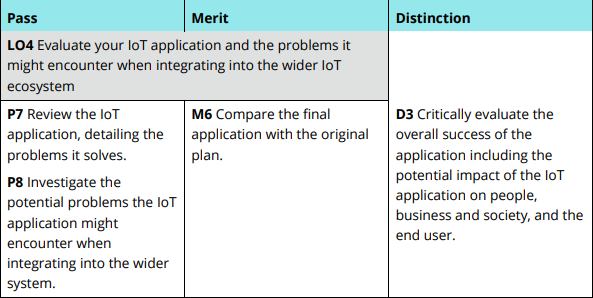 Pass
Merit
Distinction
LO4 Evaluate your IoT application and the problems it
might encounter when integrating into the wider IoT
ecosystem
P7 Review the IoT
application, detailing the
problems it solves.
P8 Investigate the
potential problems the IoT
application might
encounter when
integrating into the wider
system.
M6 Compare the final
application with the original
plan.
D3 Critically evaluate the
overall success of the
application including the
potential impact of the IoT
application on people,
business and society, and the
end user.